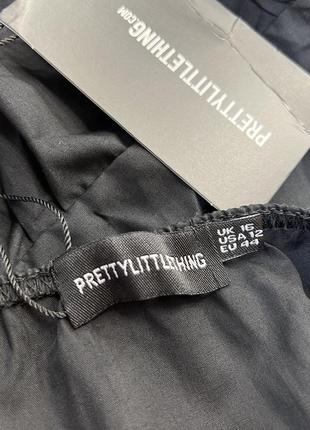 PRETTYLITTLETHING
.COM
PRETTYLITTLETHING
UK 16
USA 12
EU 44